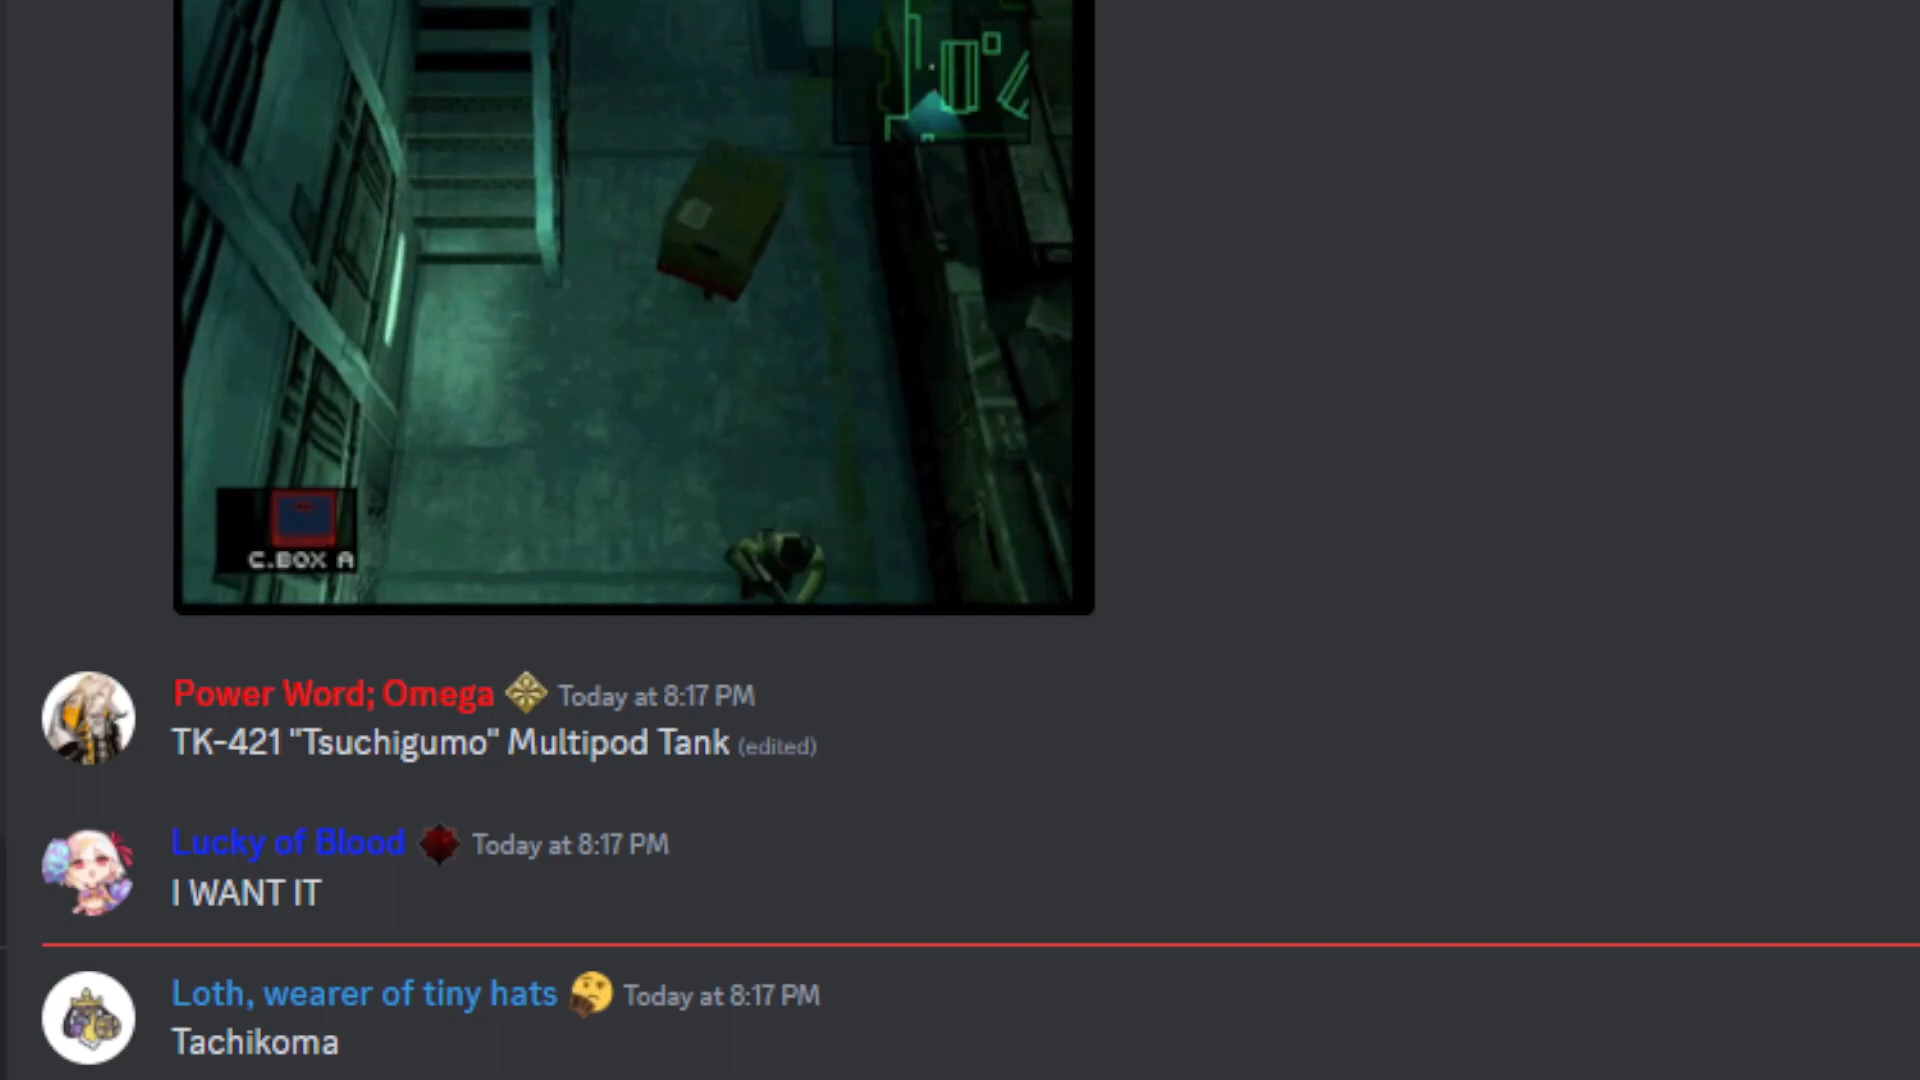 C.BOX A
Power Word; Omega Today at 8:17 PM
TK-421 "Tsuchigumo" Multipod Tank (edited)
Lucky of Blood Today at 8:17 PM
I WANT IT
Loth, wearer of tiny hats Today at 8:17 PM
Tachikoma